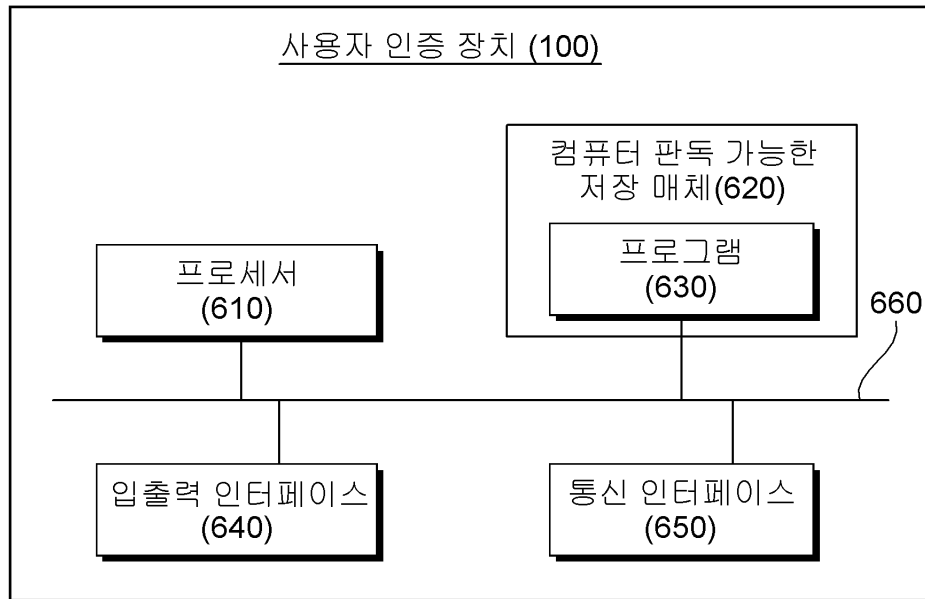 사용자 인증 장치 (100)
컴퓨터 판독 가능한
저장 매체(620)
프로그램
(630)
프로세서
(610)
660
입출력 인터페이스
(640)
통신 인터페이스
(650)